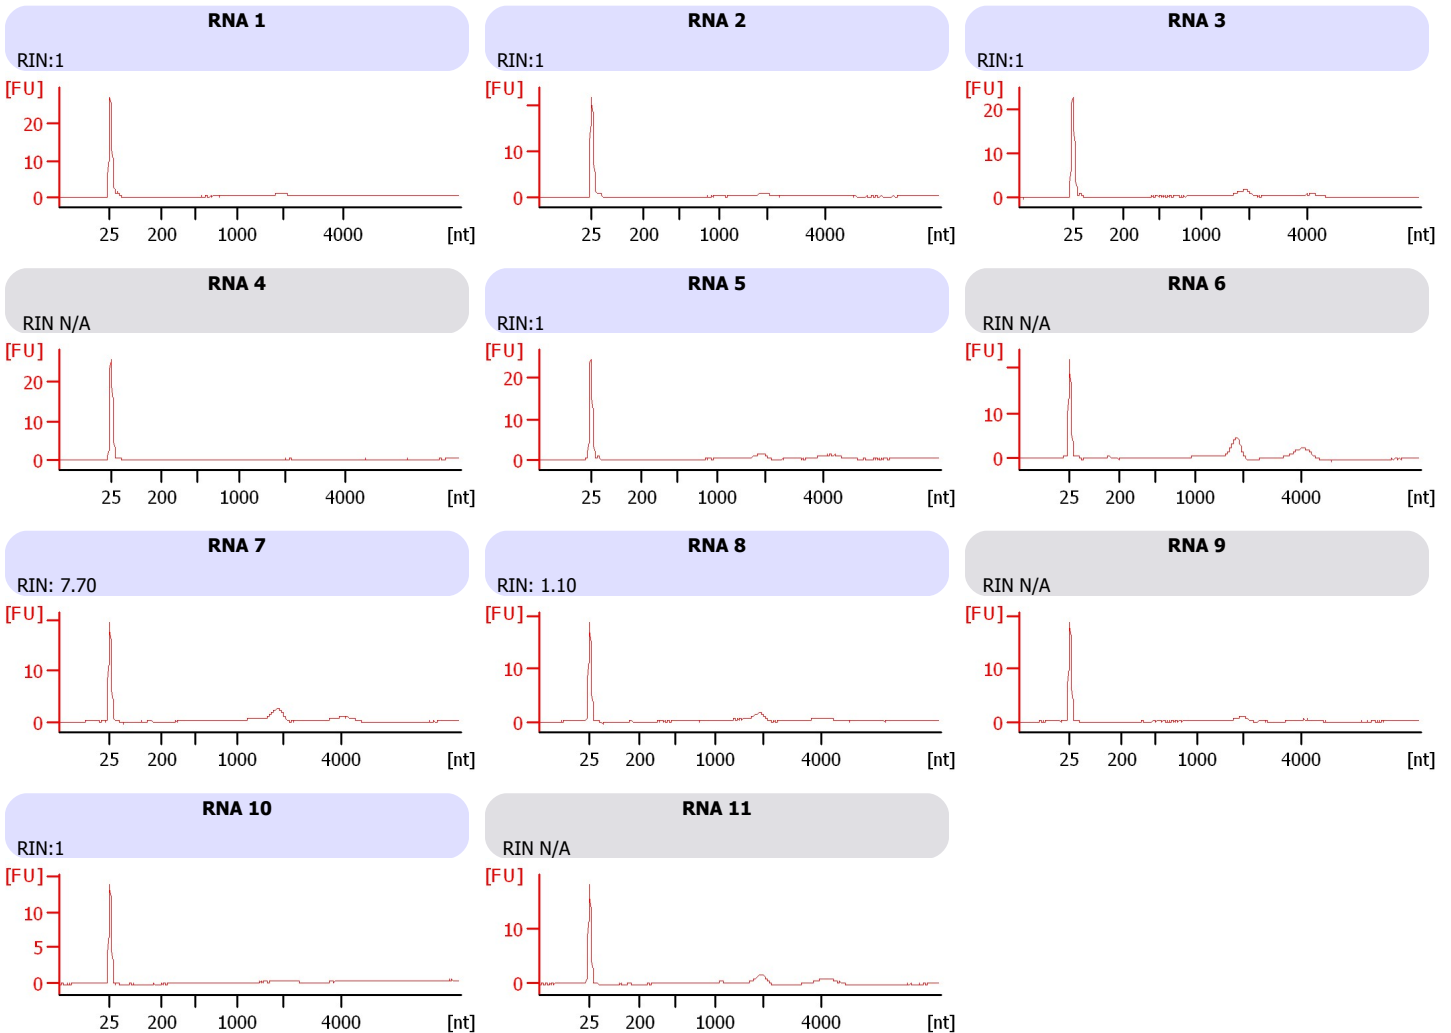 RNA 1
RIN:1
[FU]
20
10
0
25 200 1000 4000 [nt]
RNA 2
RIN:1
[FU]
10
0
25 200 1000 4000 [nt]
RNA 3
RIN:1
[FU]
20
10
0
25 200 1000 4000 [nt]
RNA 4
RIN N/A
[FU]
20
10
0
25 200 1000 4000 [nt]
RNA 5
RIN:1
[FU]
20
10
0
25 200 1000 4000 [nt]
RNA 6
RIN N/A
[FU]
10
0
25 200 1000 4000 [nt]
RNA 7
RIN: 7.70
[FU]
10
0
25 200 1000 4000 [nt]
RNA 8
RIN: 1.10
[FU]
10
0
25 200 1000 4000 [nt]
RNA 9
RIN N/A
[FU]
10
0
25 200 1000 4000 [nt]
RNA 10
RIN:1
[FU]
10
5
0
25 200 1000 4000 [nt]
RNA 11
RIN N/A
[FU]
10
0
25 200 1000 4000 [nt]